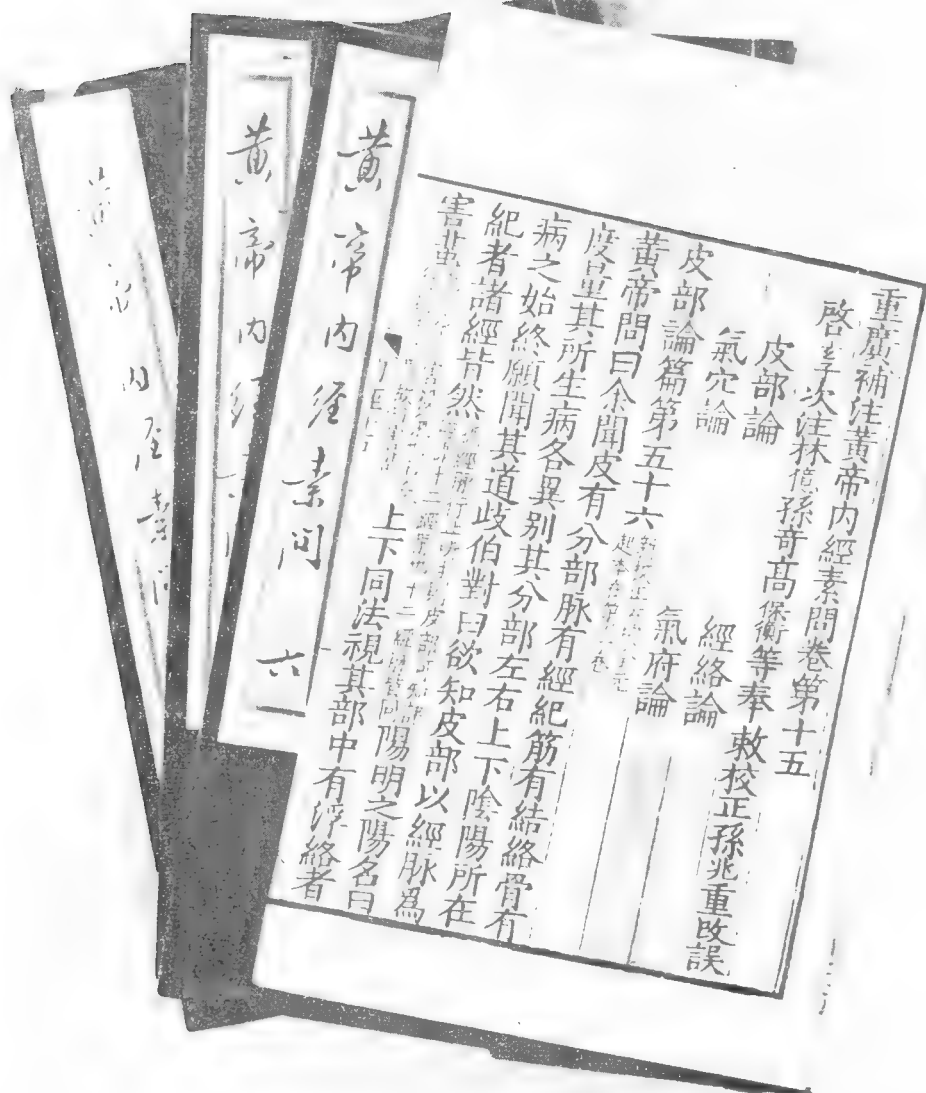 重廣補注黃帝內經素問卷第十五
啓玄子次注林億孫竒高保衡等奉敕校正孫兆重改誤
皮部論
經絡論
氣穴論
氣府論
皮部論篇第五十六
黃帝問曰余聞皮有分部脉有經紀筋有結絡骨有
度量其所生病各異别其分部左右上下陰陽所在
病之始終願聞其道歧伯對曰欲知皮部以經脉爲
紀者諸經皆然
陽明之陽名曰
害蜚
上下同法視其部中有浮絡者
黃帝內經素問
六
黃帝內經
內經素問